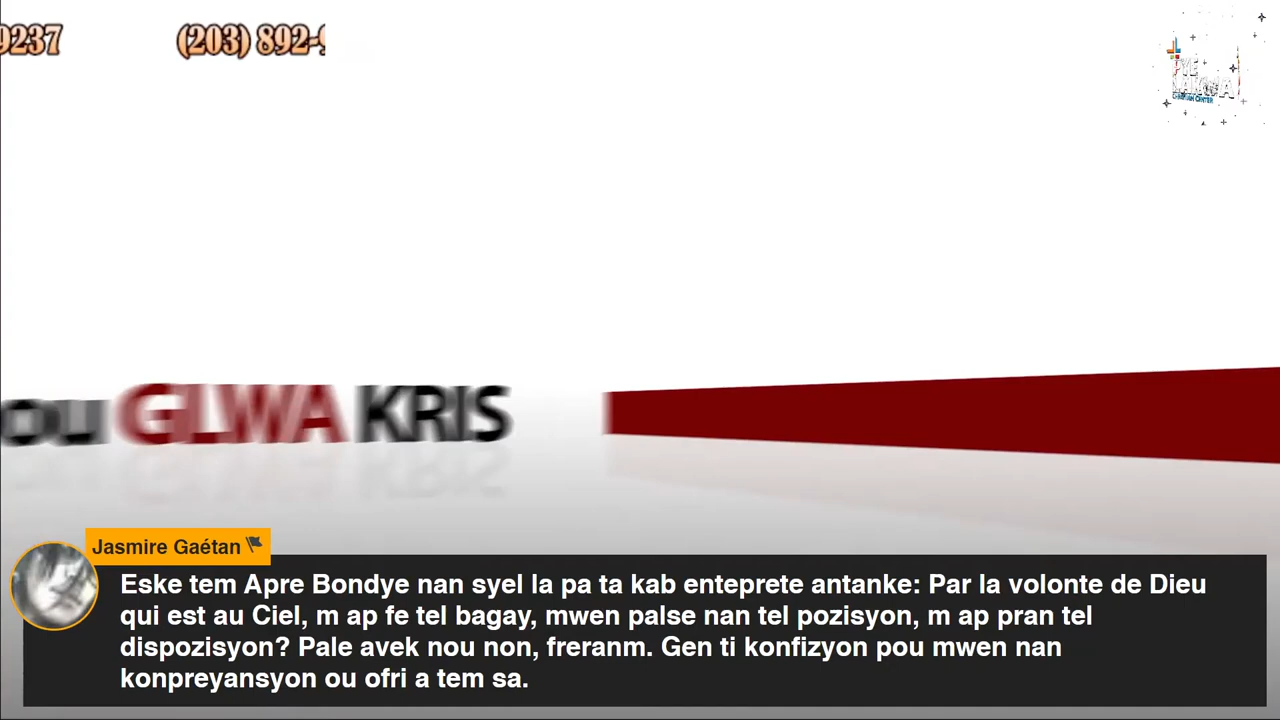 9237 (203) 892-
CHRISTIAN CENTER
OU GLWA KRIS
Jasmire Gaétan
Eske tem Apre Bondye nan syel la pa ta kab enteprete antanke: Par la volonte de Dieu
qui est au Ciel, m ap fe tel bagay, mwen palse nan tel pozisyon, m ap pran tel
dispozisyon? Pale avek nou non, freranm. Gen ti konfizyon pou mwen nan
konpreyansyon ou ofri a tem sa.